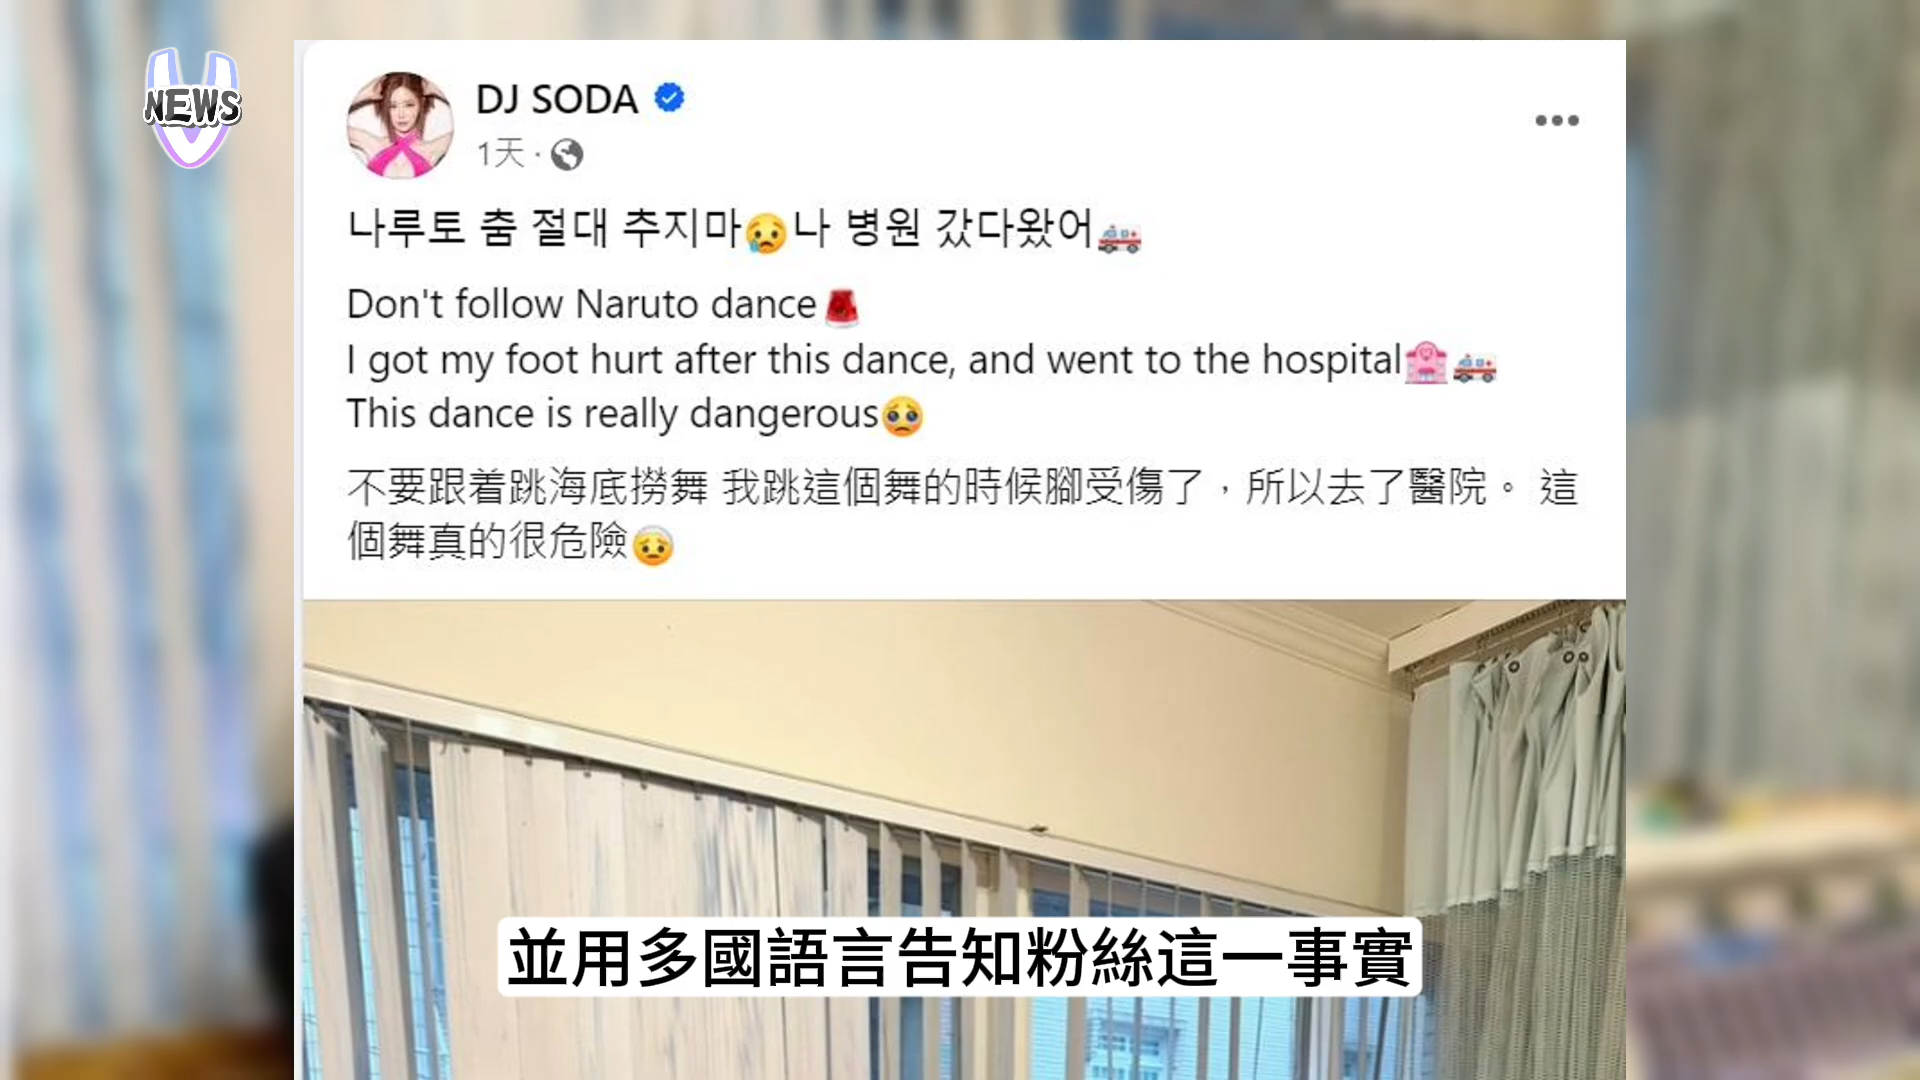 NEWS
DJ SODA
1天 ·
나루토 춤 절대 추지마😢나 병원 갔다왔어🚑
Don't follow Naruto dance🚨
I got my foot hurt after this dance, and went to the hospital🏩🚑
This dance is really dangerous🥺
不要跟着跳海底撈舞 我跳這個舞的時候腳受傷了，所以去了醫院。 這
個舞真的很危險🤕
並用多國語言告知粉絲這一事實